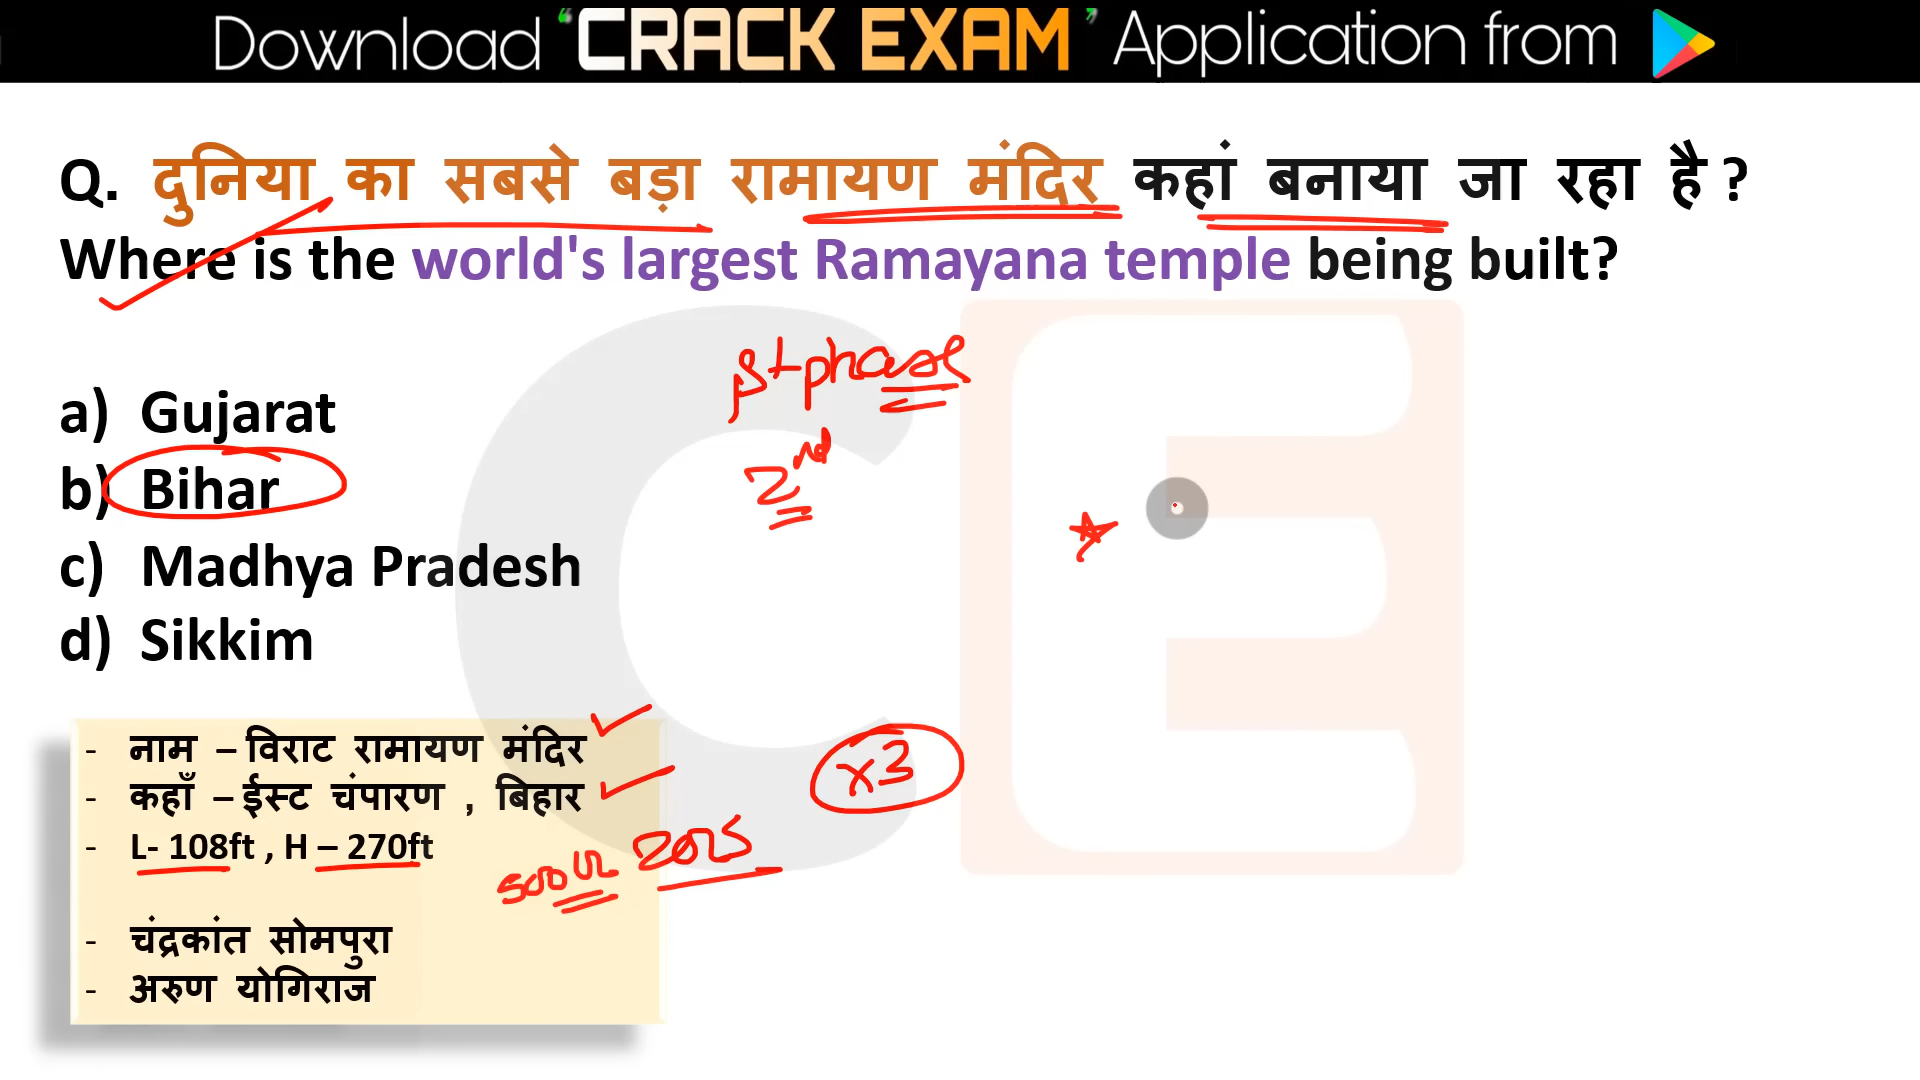 Download "CRACK EXAM" Application from
Q. दुनिया का सबसे बड़ा रामायण मंदिर कहां बनाया जा रहा है ?
Where is the world's largest Ramayana temple being built?
a) Gujarat
b) Bihar
c) Madhya Pradesh
d) Sikkim
phase
2nd
- नाम – विराट रामायण मंदिर
- कहाँ – ईस्ट चंपारण , बिहार
- L- 108ft , H – 270ft
x3
2025
- चंद्रकांत सोमपुरा
- अरुण योगिराज
CE